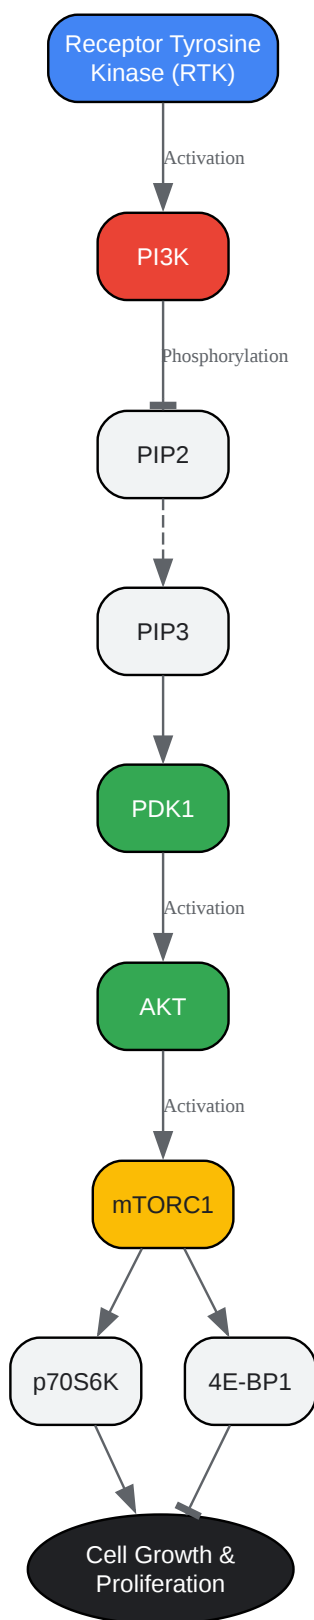 Receptor Tyrosine
Kinase (RTK)
Activation
PI3K
Phosphorylation
PIP2
PIP3
PDK1
Activation
AKT
Activation
mTORC1
p70S6K
4E-BP1
Cell Growth &
Proliferation